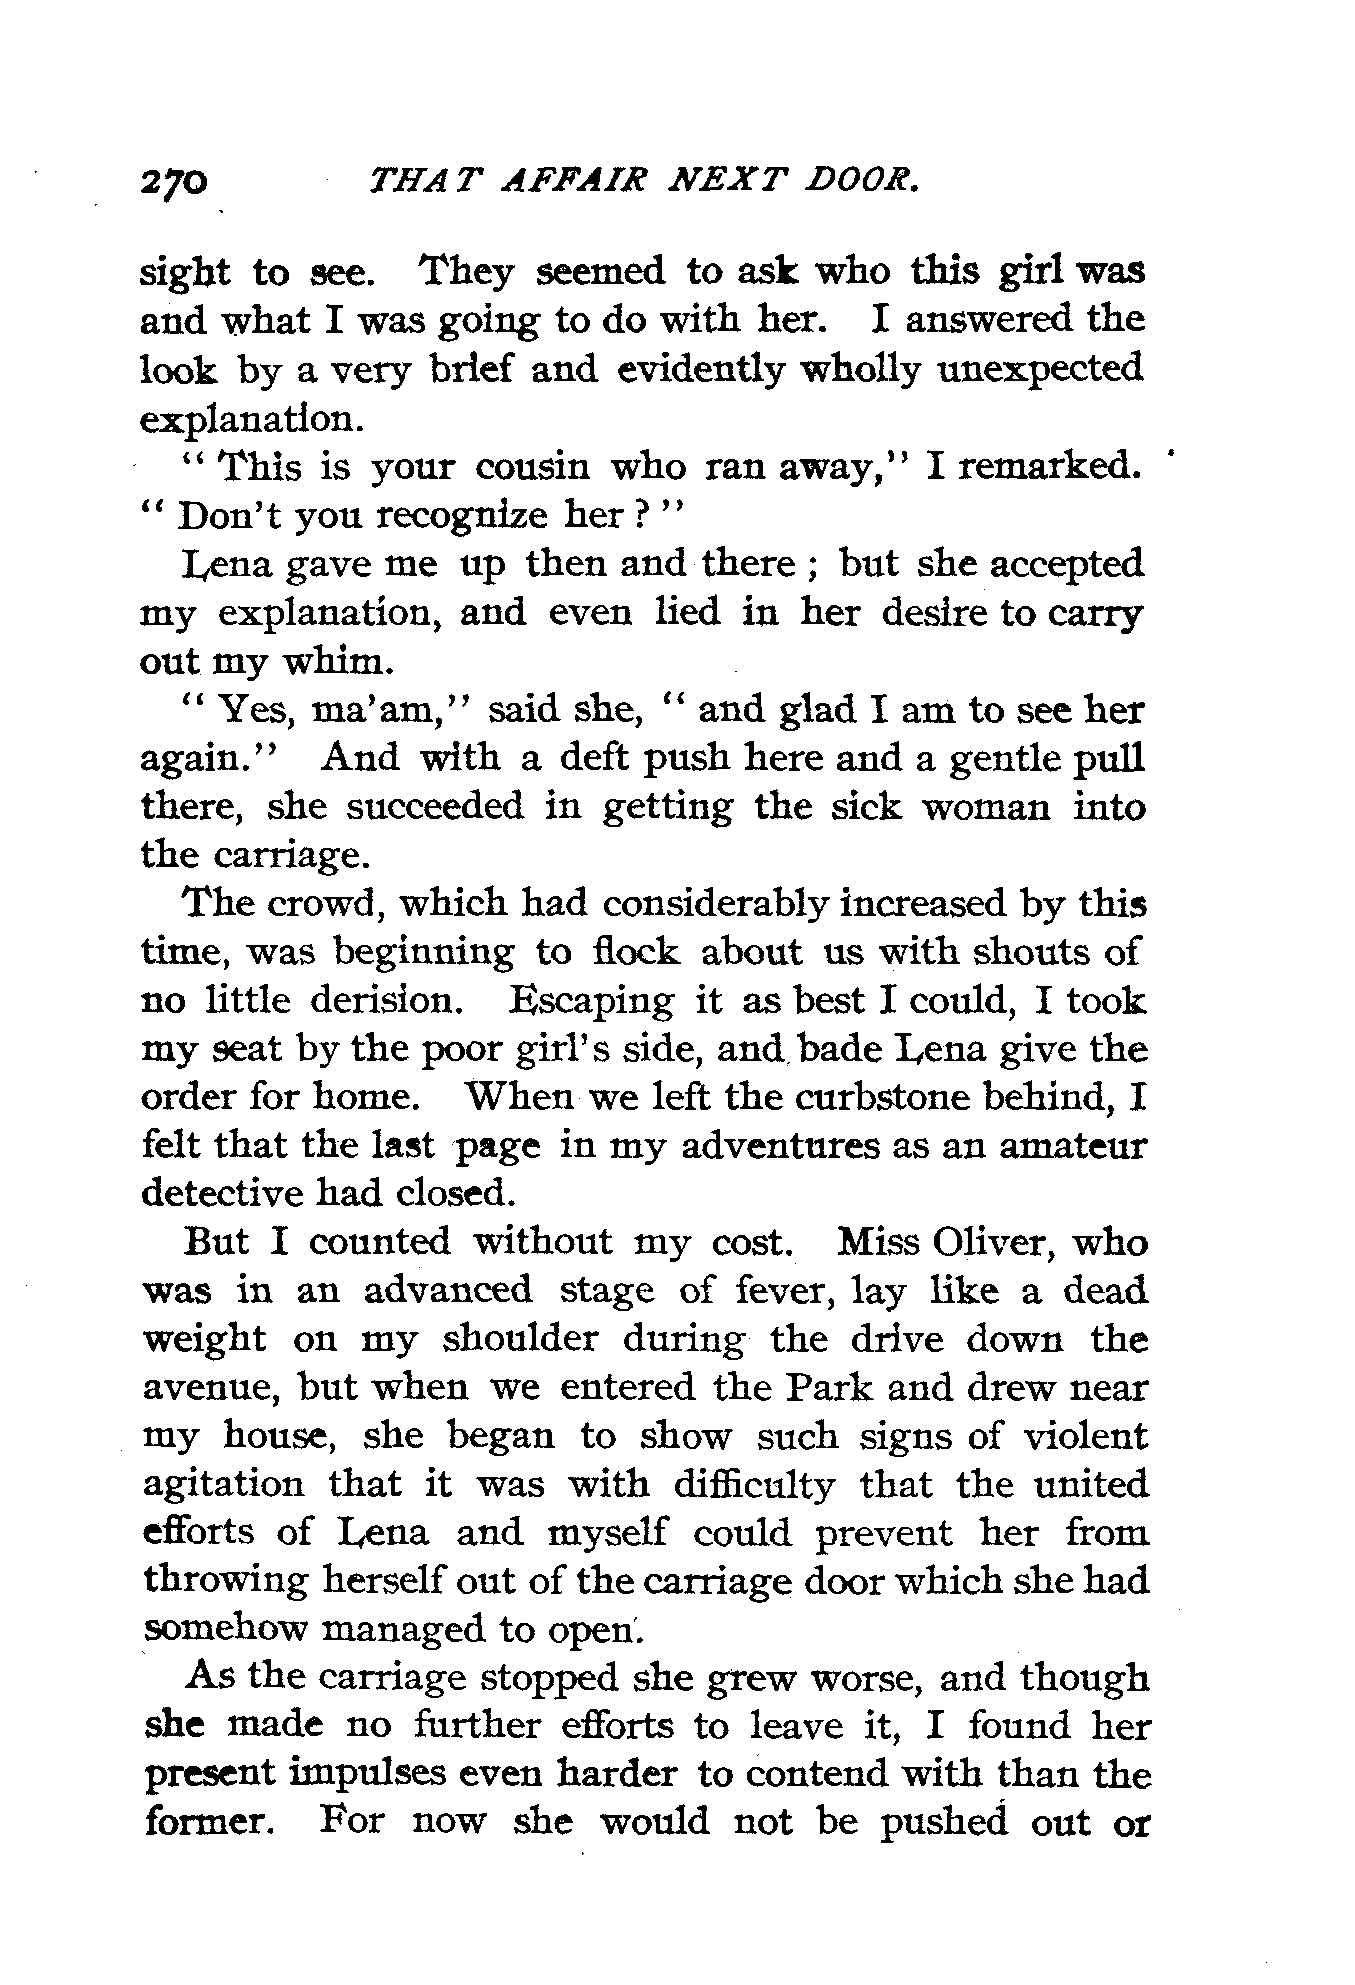 270 THAT AFFAIR NEXT DOOR.
sight to see. They seemed to ask who this girl was
and what I was going to do with her. I answered the
look by a very brief and evidently wholly unexpected
explanation.
“ This is your cousin who ran away,” I remarked.
“ Don’t you recognize her ? ”
Lena gave me up then and there ; but she accepted
my explanation, and even lied in her desire to carry
out my whim.
“ Yes, ma’am,” said she, “ and glad I am to see her
again.” And with a deft push here and a gentle pull
there, she succeeded in getting the sick woman into
the carriage.
The crowd, which had considerably increased by this
time, was beginning to flock about us with shouts of
no little derision. Escaping it as best I could, I took
my seat by the poor girl’s side, and bade Lena give the
order for home. When we left the curbstone behind, I
felt that the last page in my adventures as an amateur
detective had closed.
But I counted without my cost. Miss Oliver, who
was in an advanced stage of fever, lay like a dead
weight on my shoulder during the drive down the
avenue, but when we entered the Park and drew near
my house, she began to show such signs of violent
agitation that it was with difficulty that the united
efforts of Lena and myself could prevent her from
throwing herself out of the carriage door which she had
somehow managed to open.
As the carriage stopped she grew worse, and though
she made no further efforts to leave it, I found her
present impulses even harder to contend with than the
former. For now she would not be pushed out or